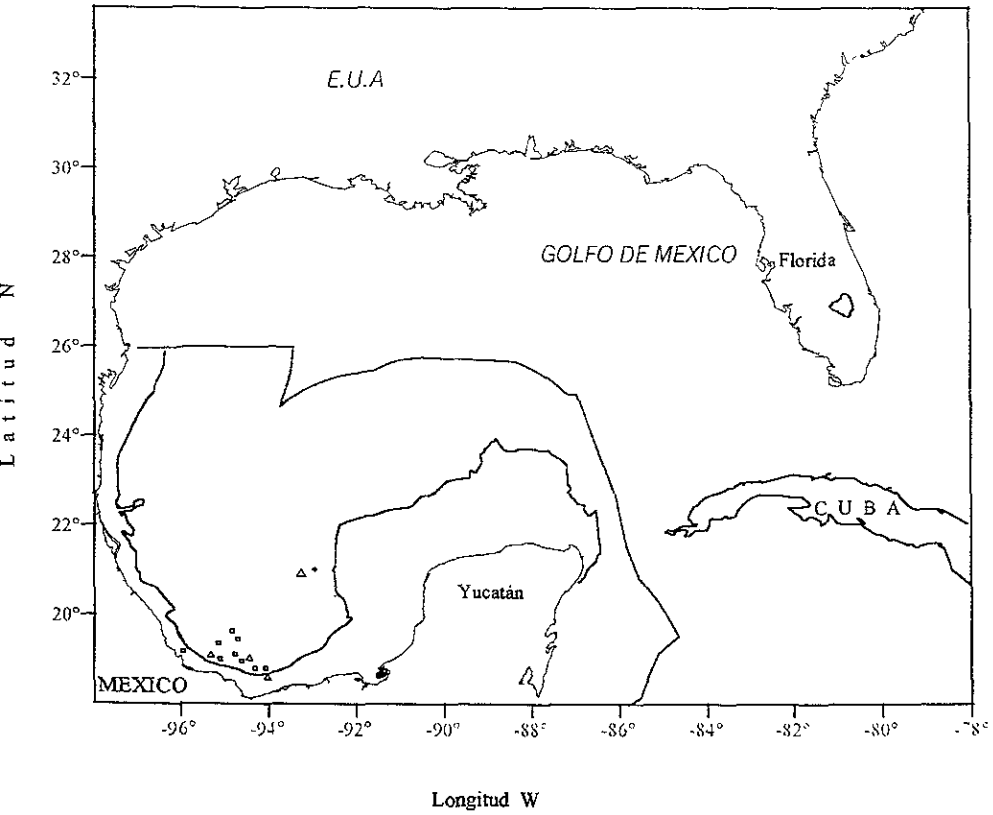 E.U.A
32°
30°
28°
26°
24°
22°
20°
GOLFO DE MEXICO
Florida
CUBA
Yucatán
MEXICO
Latitud N
-96°
-94°
-92°
-90°
-88°
-86°
-84°
-82°
-80°
-78°
Longitud W